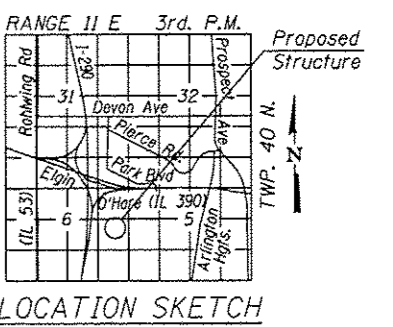 RANGE 11 E 3rd. P.M.
Proposed
Structure
Rohlwing Rd
(IL 53)
I-290
Prospect Ave
31
32
Devon Ave
Pierce Rd
Park Blvd
Elgin
O'Hare (IL 390)
6
5
Arlington
Hgts.
TWP. 40 N.
N
LOCATION SKETCH